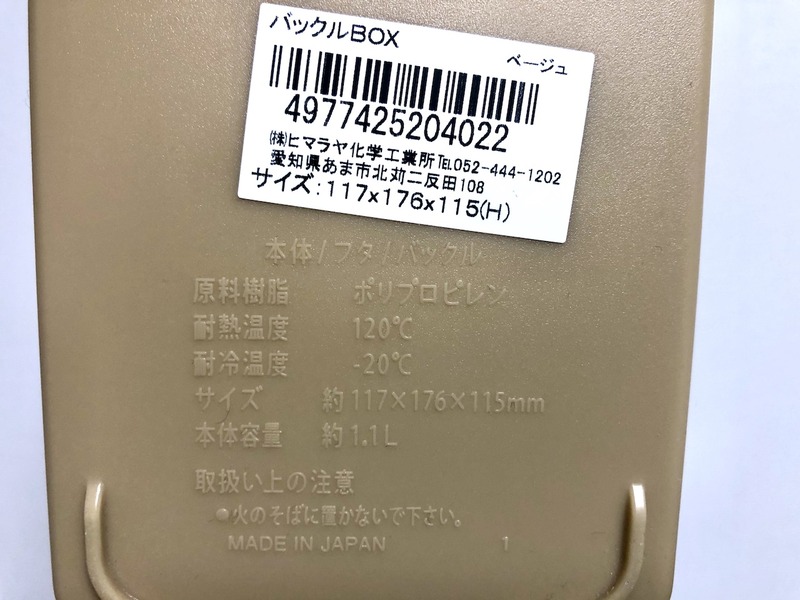 バックルBOX
ベージュ
4977425204022
㈱ヒマラヤ化学工業所℡052-444-1202
愛知県あま市北苅二反田108
サイズ:117x176x115(H)
本体/フタ/バックル
原料樹脂 ポリプロピレン
耐熱温度 120℃
耐冷温度 -20℃
サイズ 約117×176×115mm
本体容量 約1.1L
取扱い上の注意
●火のそばに置かないで下さい。
MADE IN JAPAN 1